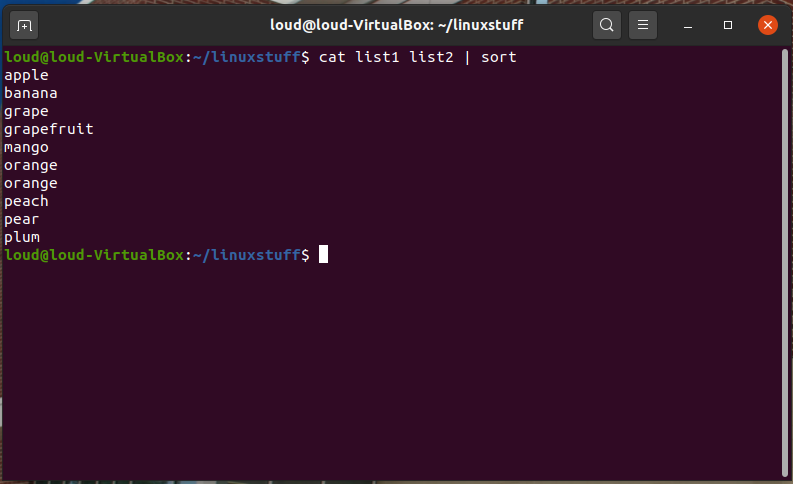 loud@loud-VirtualBox: ~/linuxstuff
loud@loud-VirtualBox:~/linuxstuff$ cat list1 list2 | sort
apple
banana
grape
grapefruit
mango
orange
orange
peach
pear
plum
loud@loud-VirtualBox:~/linuxstuff$